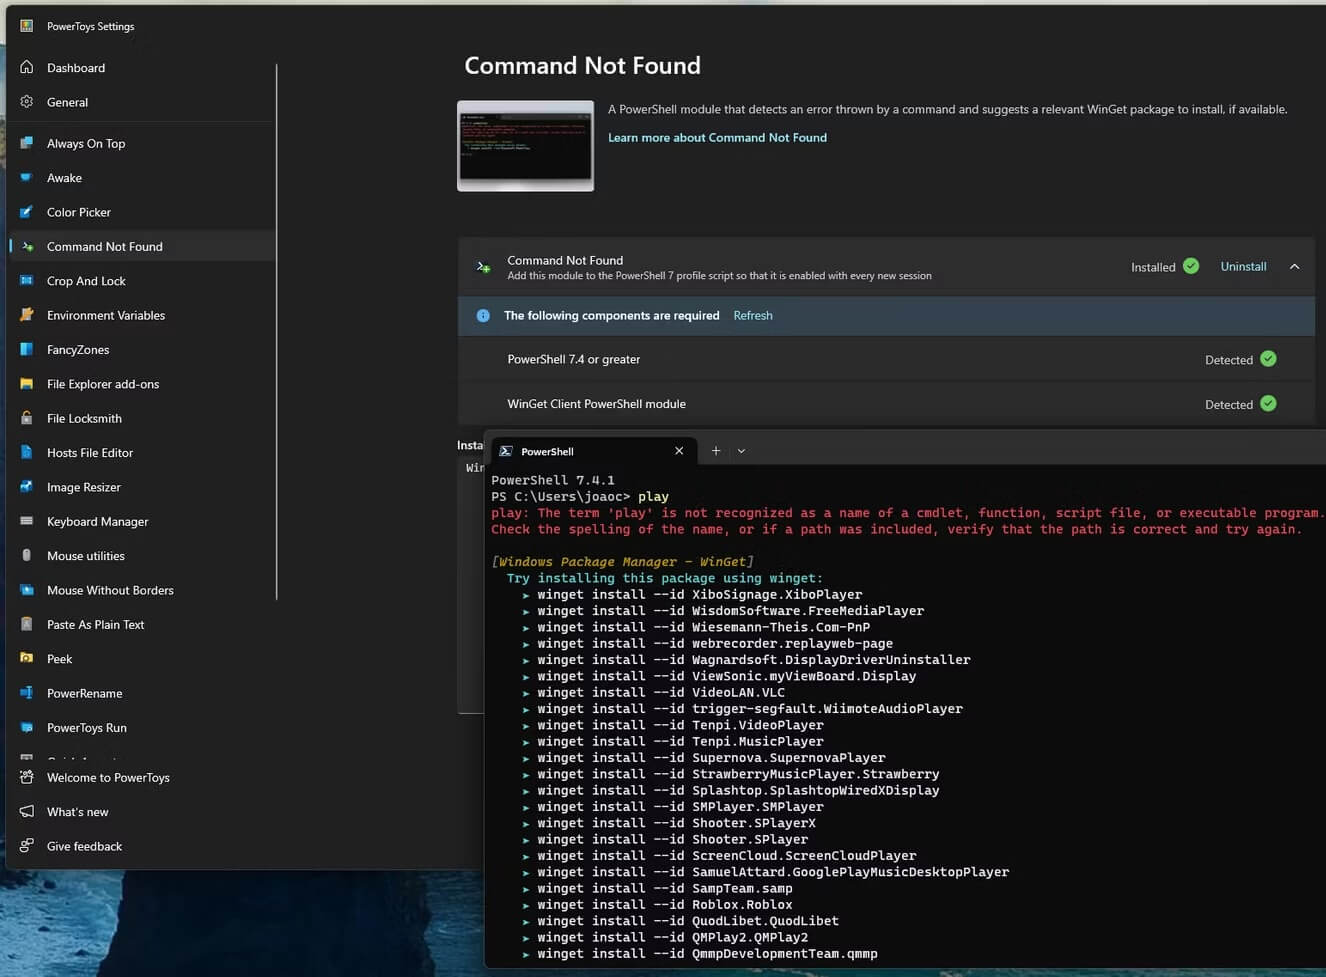 PowerToys Settings
Dashboard
General
Always On Top
Awake
Color Picker
Command Not Found
Crop And Lock
Environment Variables
FancyZones
File Explorer add-ons
File Locksmith
Hosts File Editor
Image Resizer
Keyboard Manager
Mouse utilities
Mouse Without Borders
Paste As Plain Text
Peek
PowerRename
PowerToys Run
Welcome to PowerToys
What's new
Give feedback
Command Not Found
A PowerShell module that detects an error thrown by a command and suggests a relevant WinGet package to install, if available.
Learn more about Command Not Found
Command Not Found
Add this module to the PowerShell 7 profile script so that it is enabled with every new session
Installed
Uninstall
The following components are required
Refresh
PowerShell 7.4 or greater
Detected
WinGet Client PowerShell module
Detected
Insta
Win
PowerShell
PowerShell 7.4.1
PS C:\Users\joaoc> play
play: The term 'play' is not recognized as a name of a cmdlet, function, script file, or executable program.
Check the spelling of the name, or if a path was included, verify that the path is correct and try again.
[Windows Package Manager - WinGet]
Try installing this package using winget:
winget install --id XiboSignage.XiboPlayer
winget install --id WisdomSoftware.FreeMediaPlayer
winget install --id Wiesemann-Theis.Com-PnP
winget install --id webrecorder.replayweb-page
winget install --id Wagnardsoft.DisplayDriverUninstaller
winget install --id ViewSonic.myViewBoard.Display
winget install --id VideoLAN.VLC
winget install --id trigger-segfault.WiimoteAudioPlayer
winget install --id Tenpi.VideoPlayer
winget install --id Tenpi.MusicPlayer
winget install --id Supernova.SupernovaPlayer
winget install --id StrawberryMusicPlayer.Strawberry
winget install --id Splashtop.SplashtopWiredXDisplay
winget install --id SMPlayer.SMPlayer
winget install --id Shooter.SPlayerX
winget install --id Shooter.SPlayer
winget install --id ScreenCloud.ScreenCloudPlayer
winget install --id SamuelAttard.GooglePlayMusicDesktopPlayer
winget install --id SampTeam.samp
winget install --id Roblox.Roblox
winget install --id QuodLibet.QuodLibet
winget install --id QMPlay2.QMPlay2
winget install --id QmmpDevelopmentTeam.qmmp